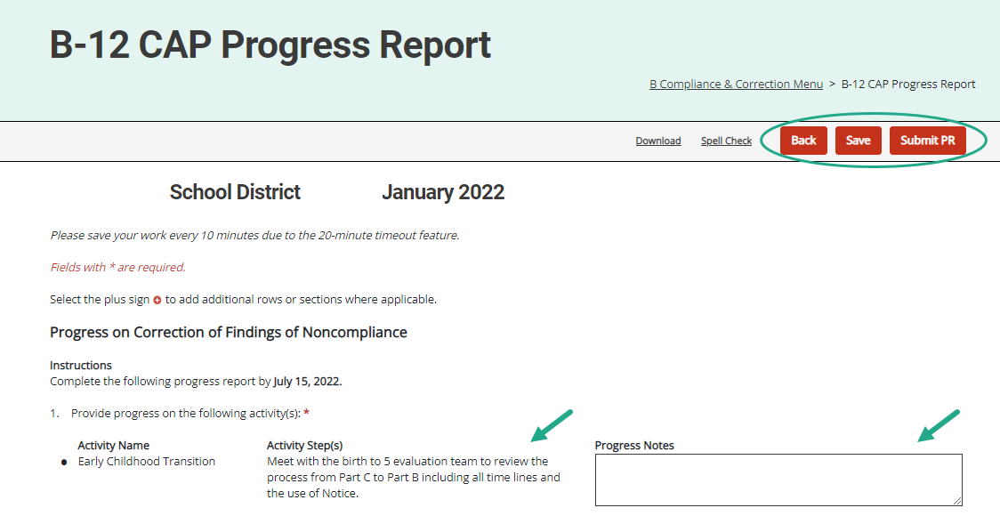 B-12 CAP Progress Report
B Compliance & Correction Menu > B-12 CAP Progress Report
Download Spell Check Back Save Submit PR
School District January 2022
Please save your work every 10 minutes due to the 20-minute timeout feature.
Fields with * are required.
Select the plus sign to add additional rows or sections where applicable.
Progress on Correction of Findings of Noncompliance
Instructions
Complete the following progress report by July 15, 2022.
1. Provide progress on the following activity(s): *
Activity Name Activity Step(s) Progress Notes
• Early Childhood Transition Meet with the birth to 5 evaluation team to review the
process from Part C to Part B including all time lines and
the use of Notice.